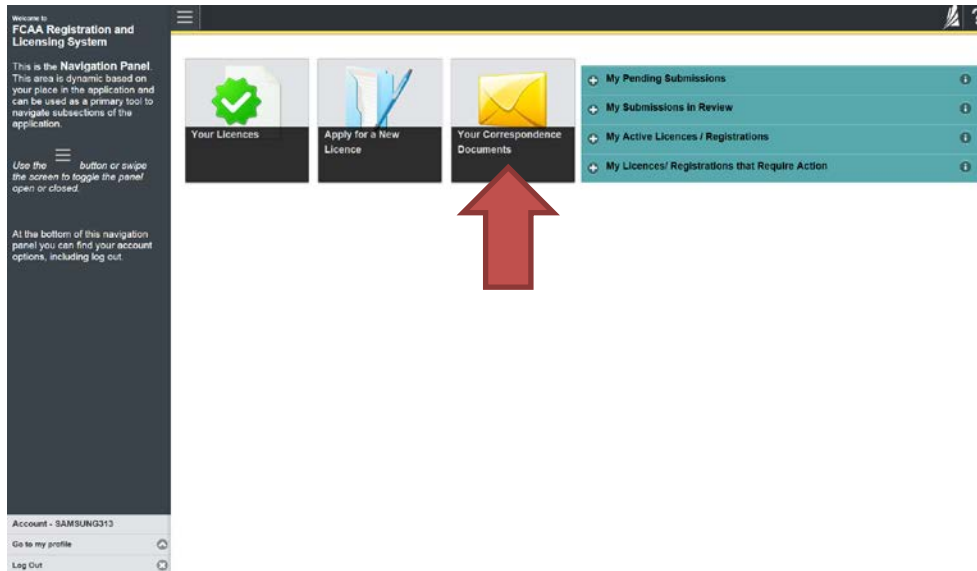 Welcome to
FCAA Registration and
Licensing System
This is the Navigation Panel.
This area is dynamic based on
your place in the application and
can be used as a primary tool to
navigate subsections of the
application.
Use the button or swipe
the screen to toggle the panel
open or closed.
At the bottom of this navigation
panel you can find your account
options, including log out.
Account - SAMSUNG313
Go to my profile
Log Out
Your Licences
Apply for a New
Licence
Your Correspondence
Documents
My Pending Submissions
My Submissions in Review
My Active Licences / Registrations
My Licences/ Registrations that Require Action
?